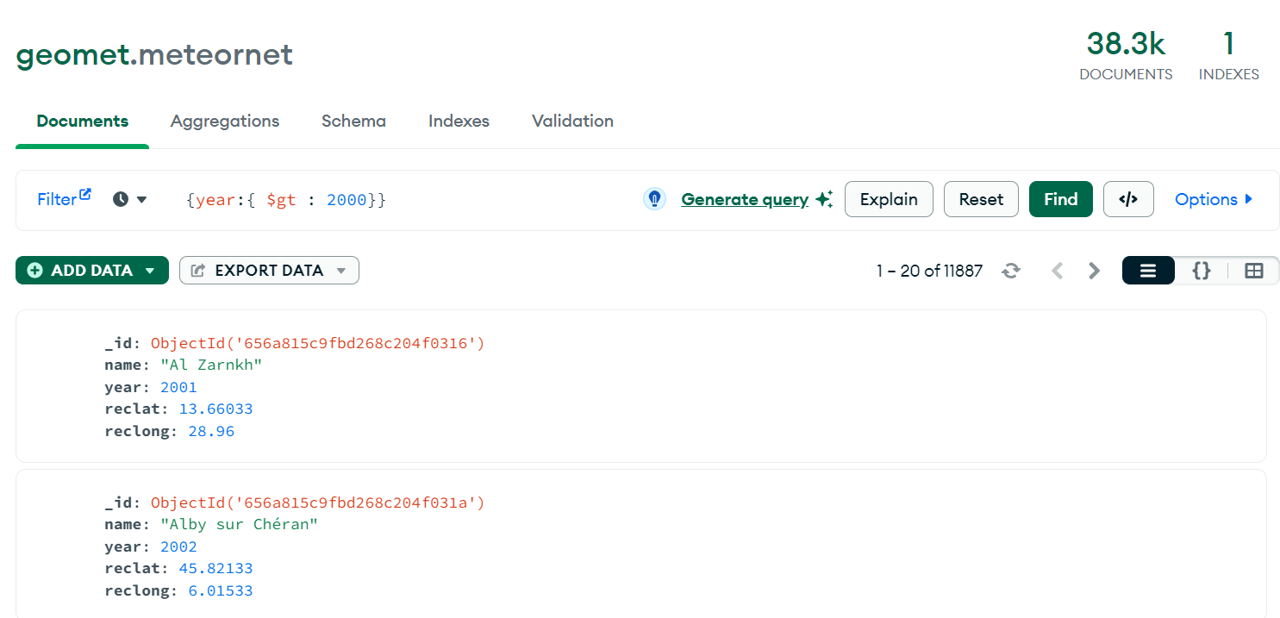 geomet.meteornet
38.3k
DOCUMENTS
1
INDEXES
Documents Aggregations Schema Indexes Validation
Filter {year:{ $gt : 2000}} Generate query Explain Reset Find </> Options
ADD DATA EXPORT DATA 1 – 20 of 11887 {}
_id: ObjectId('656a815c9fbd268c204f0316')
name: "Al Zarnkh"
year: 2001
reclat: 13.66033
reclong: 28.96
_id: ObjectId('656a815c9fbd268c204f031a')
name: "Alby sur Chéran"
year: 2002
reclat: 45.82133
reclong: 6.01533